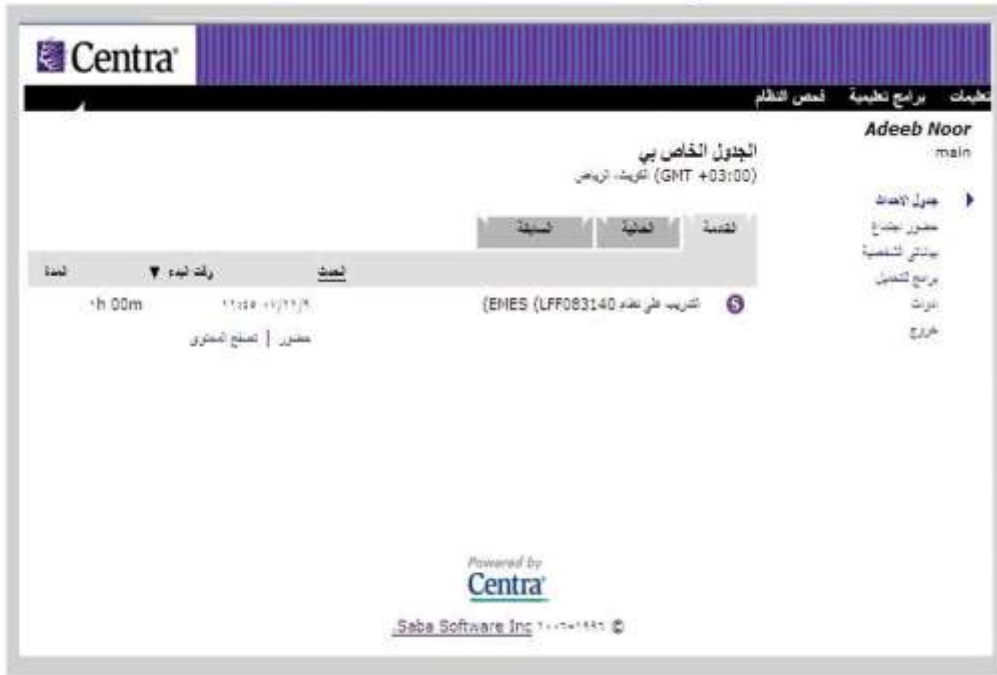 Centra
تعليمات برامج تعليمية فحص النظام
Adeeb Noor
main
جدول الاحداث
حضور اجتماع
بياناتي الشخصية
برامج التحميل
ندوات
خروج
الجدول الخاص بي
(GMT +03:00) الكويت، الرياض
القادمة الحالية السابقة
الحدث وقت البدء ▼ المدة
S التدريب على نظام EMES (LFF083140)
حضور | تصفح المحتوى
Powered by
Centra
Saba Software Inc.